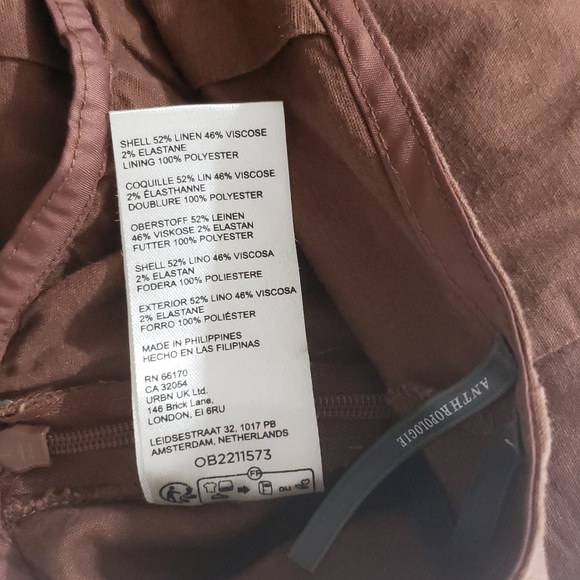 SHELL 52% LINEN 46% VISCOSE
2% ELASTANE
LINING 100% POLYESTER
COQUILLE 52% LIN 46% VISCOSE
2% ÉLASTHANNE
DOUBLURE 100% POLYESTER
OBERSTOFF 52% LEINEN
46% VISKOSE 2% ELASTAN
FUTTER 100% POLYESTER
SHELL 52% LINO 46% VISCOSA
2% ELASTAN
FODERA 100% POLIESTERE
EXTERIOR 52% LINO 46% VISCOSA
2% ELASTANO
FORRO 100% POLIÉSTER
MADE IN PHILIPPINES
HECHO EN LAS FILIPINAS
RN 66170
CA 32054
URBN UK Ltd.
146 Brick Lane,
LONDON, EI 6RU
LEIDSESTRAAT 32, 1017 PB
AMSTERDAM, NETHERLANDS
OB2211573
FR
OU
ANTHROPOLOGIE